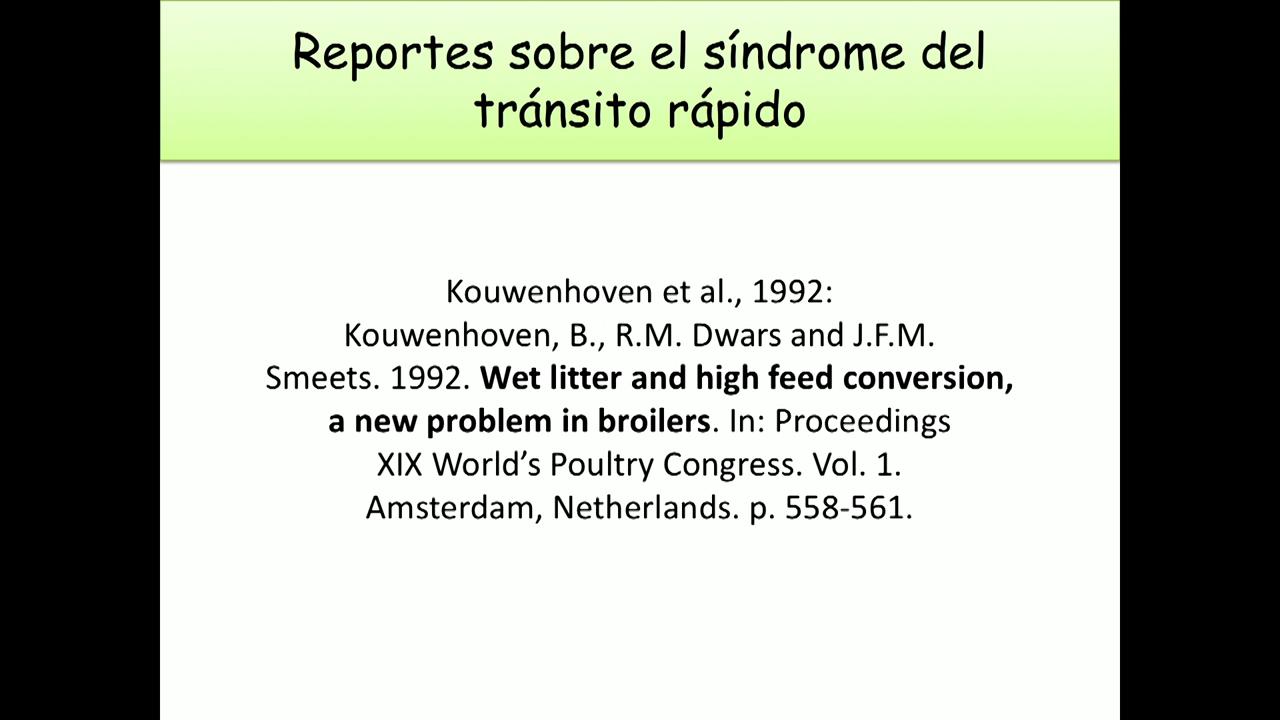 Reportes sobre el síndrome del
tránsito rápido
Kouwenhoven et al., 1992:
Kouwenhoven, B., R.M. Dwars and J.F.M.
Smeets. 1992. Wet litter and high feed conversion,
a new problem in broilers. In: Proceedings
XIX World’s Poultry Congress. Vol. 1.
Amsterdam, Netherlands. p. 558-561.